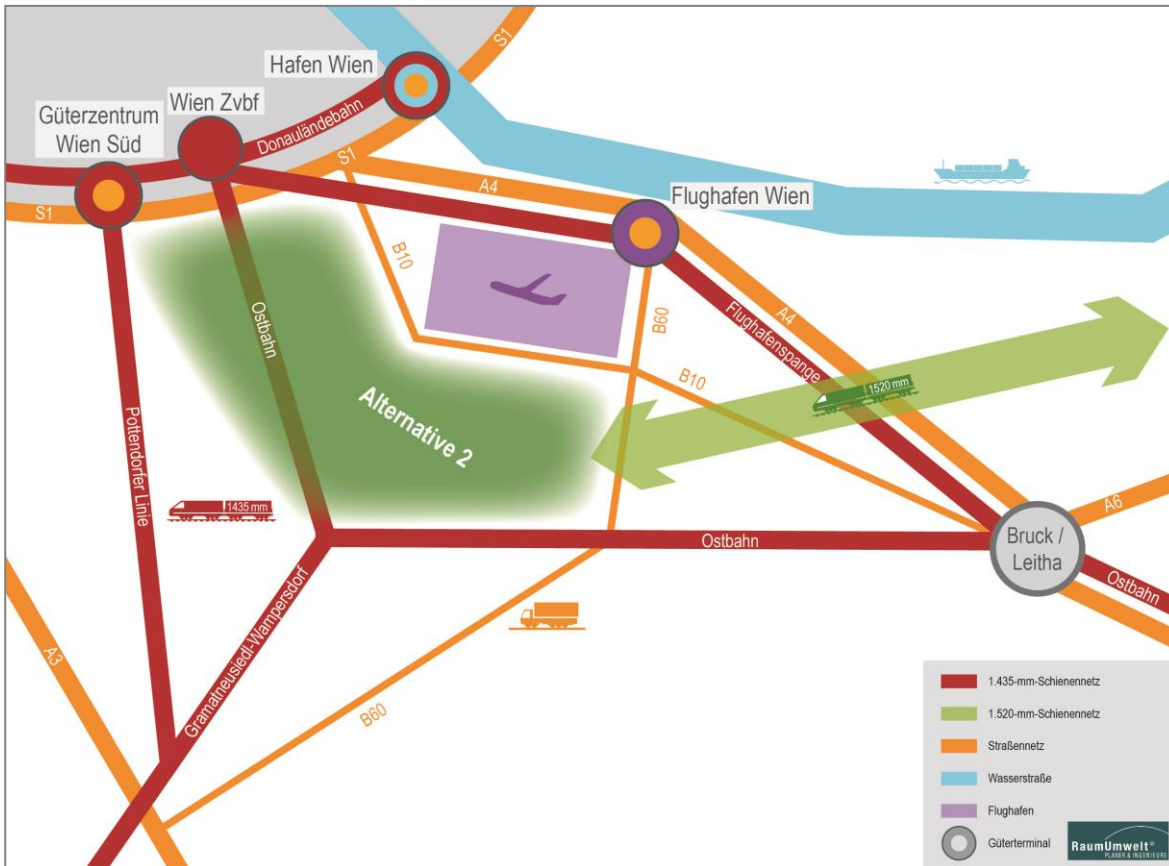 S1
Hafen Wien
Wien Zvbf
Güterzentrum
Wien Süd
Donauländebahn
S1
A4
Flughafen Wien
S1
B10
B60
Flughafenspange
A4
Ostbahn
B10
1520 mm
Alternative 2
Pottendorfer Linie
1435 mm
A6
Ostbahn
Bruck /
Leitha
Ostbahn
Gramatneusiedl-Wampersdorf
A3
B60
1.435-mm-Schienennetz
1.520-mm-Schienennetz
Straßennetz
Wasserstraße
Flughafen
Güterterminal
RaumUmwelt®
PLANER & INGENIEURE